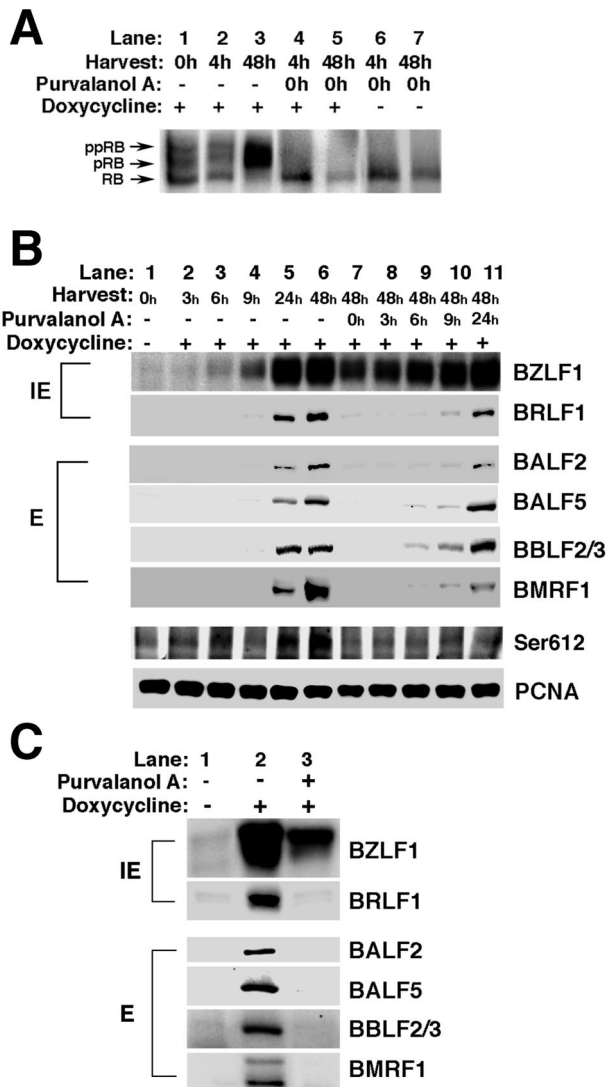 A
Lane: 1 2 3 4 5 6 7
Harvest: 0h 4h 48h 4h 48h 4h 48h
Purvalanol A: - - - 0h 0h 0h 0h
Doxycycline: + + + + + - -
ppRB
pRB
RB
B
Lane: 1 2 3 4 5 6 7 8 9 10 11
Harvest: 0h 3h 6h 9h 24h 48h 48h 48h 48h 48h 48h
Purvalanol A: - - - - - - 0h 3h 6h 9h 24h
Doxycycline: - + + + + + + + + + +
IE
BZLF1
BRLF1
E
BALF2
BALF5
BBLF2/3
BMRF1
Ser612
PCNA
C
Lane: 1 2 3
Purvalanol A: - - +
Doxycycline: - + +
IE
BZLF1
BRLF1
E
BALF2
BALF5
BBLF2/3
BMRF1